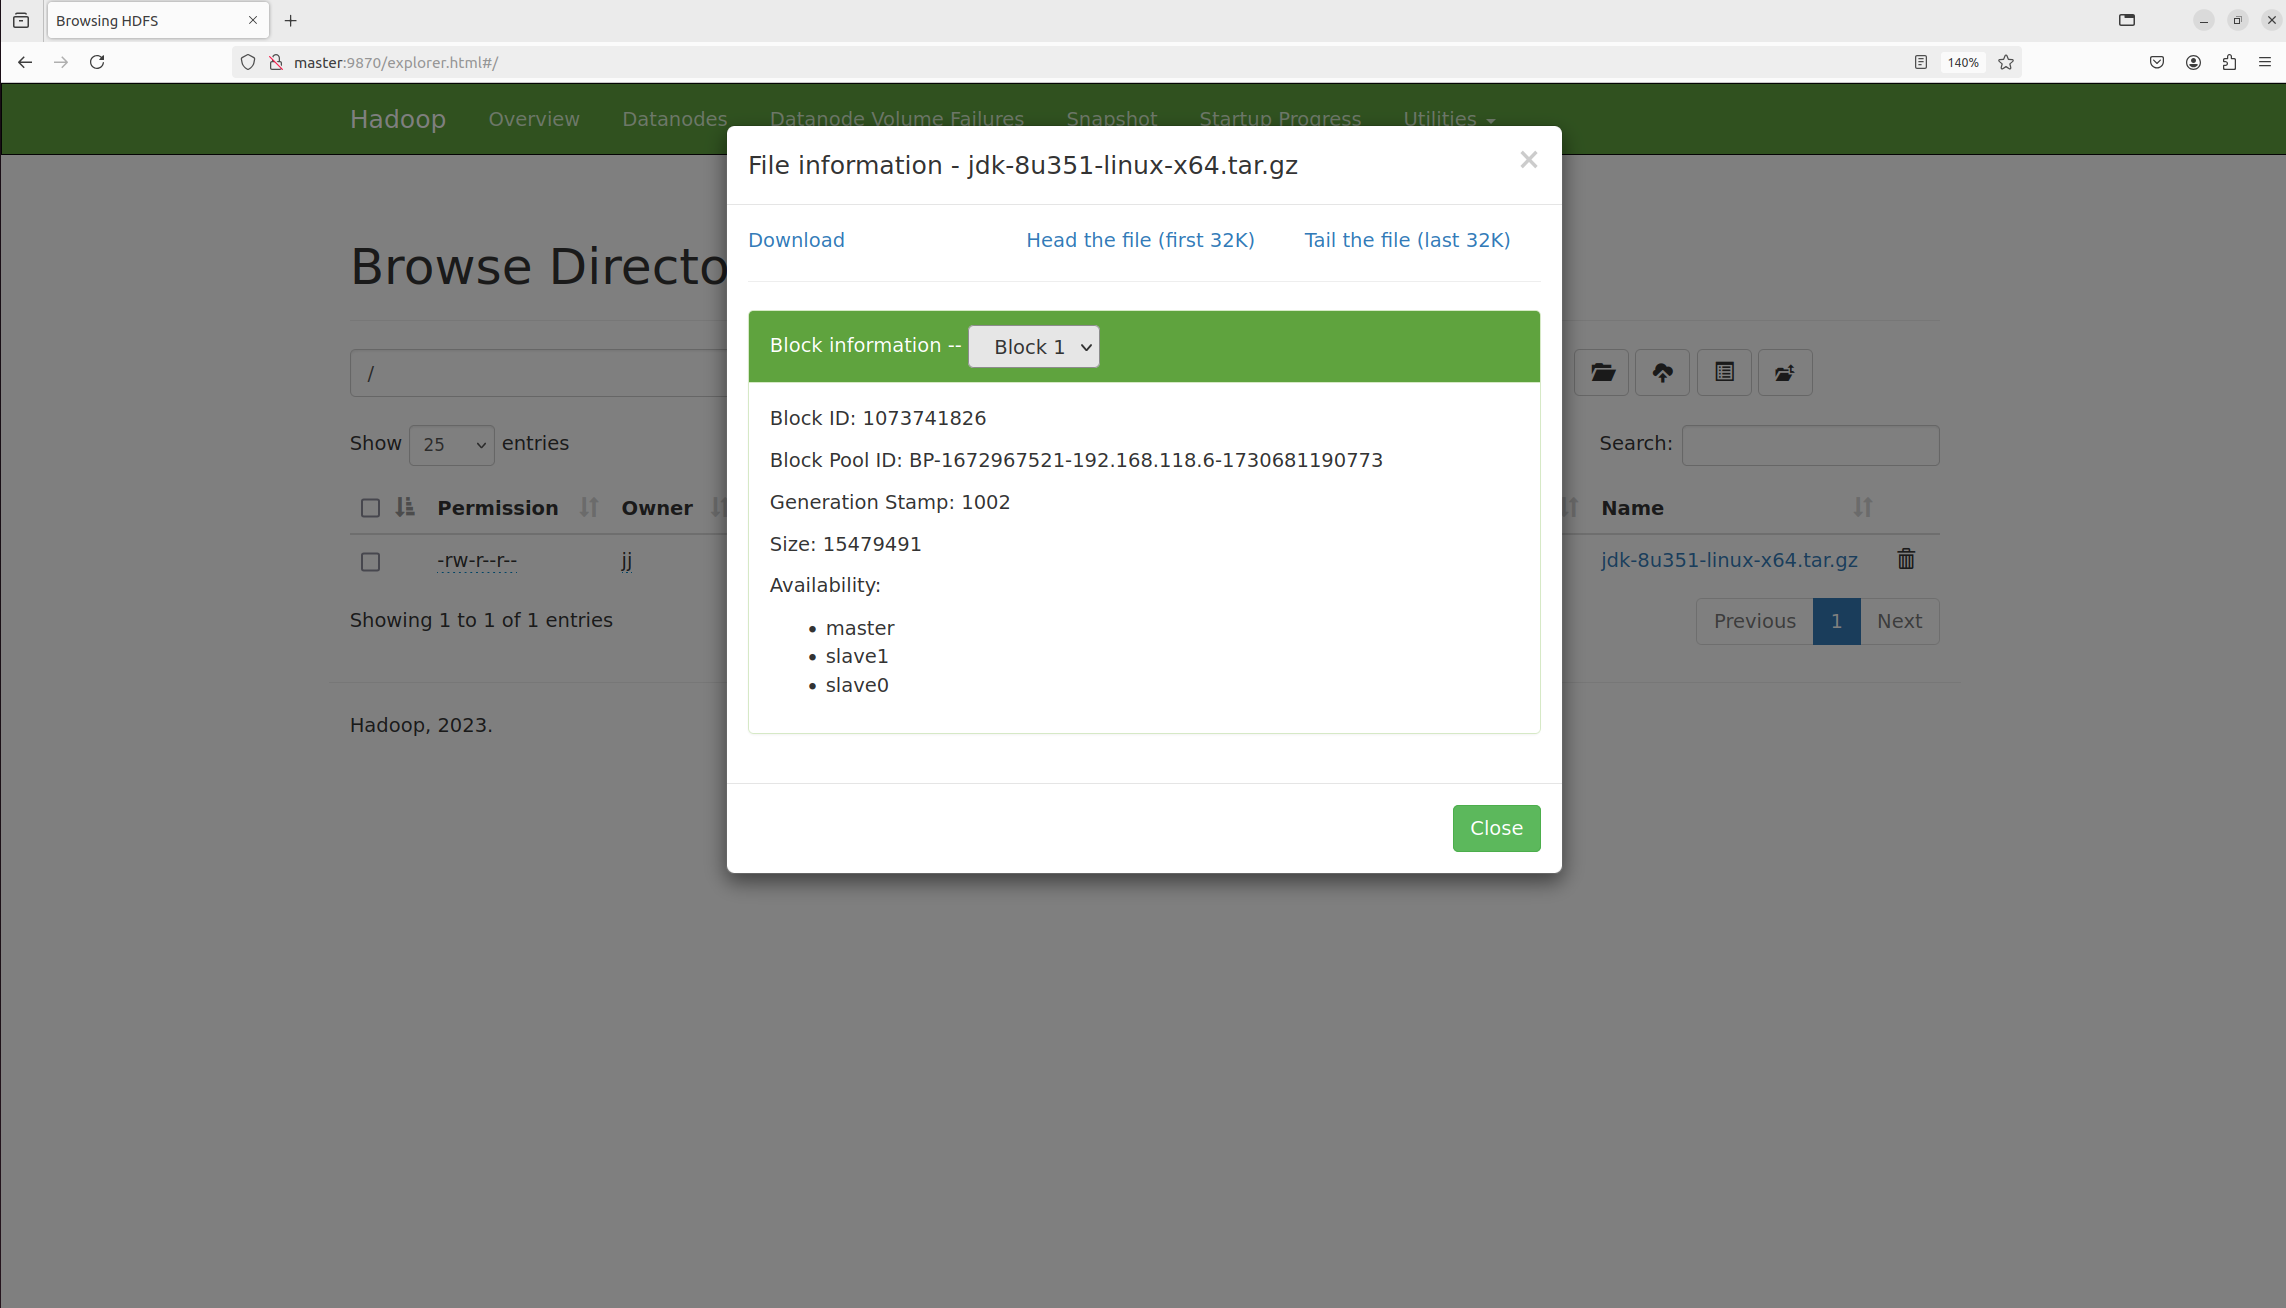 Browsing HDFS
master:9870/explorer.html#/
140%
Hadoop Overview Datanodes Datanode Volume Failures Snapshot Startup Progress Utilities
File information - jdk-8u351-linux-x64.tar.gz
×
Download Head the file (first 32K) Tail the file (last 32K)
Browse Directo
Block information -- Block 1
/
Block ID: 1073741826
Show 25 entries
Search:
Block Pool ID: BP-1672967521-192.168.118.6-1730681190773
Generation Stamp: 1002
Permission Owner Name
Size: 15479491
-rw-r--r-- jj jdk-8u351-linux-x64.tar.gz
Availability:
• master
• slave1
• slave0
Showing 1 to 1 of 1 entries
Previous 1 Next
Hadoop, 2023.
Close